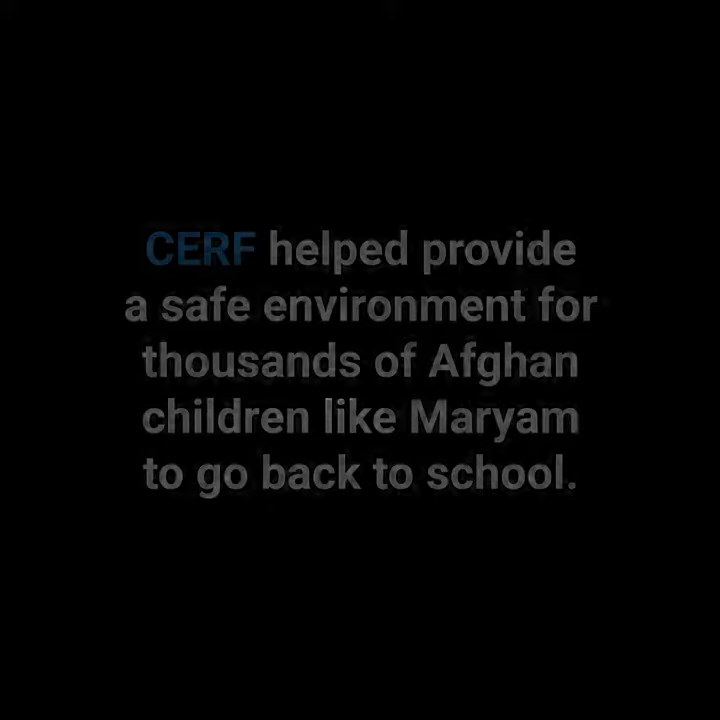 CERF helped provide
a safe environment for
thousands of Afghan
children like Maryam
to go back to school.